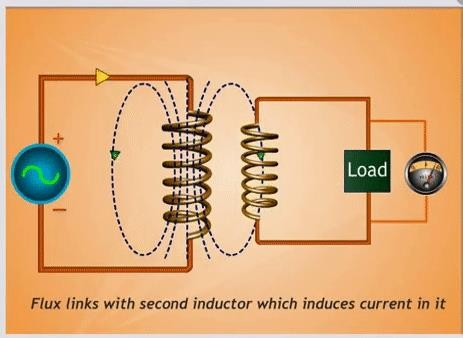 +
Load
−
Flux links with second inductor which induces current in it